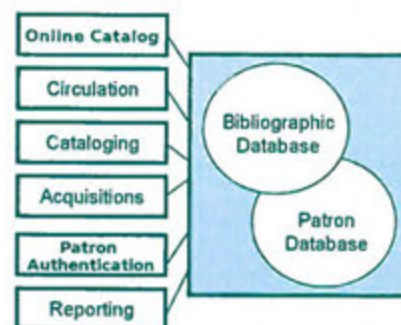 Online Catalog
Circulation
Cataloging
Acquisitions
Patron
Authentication
Reporting
Bibliographic
Database
Patron
Database